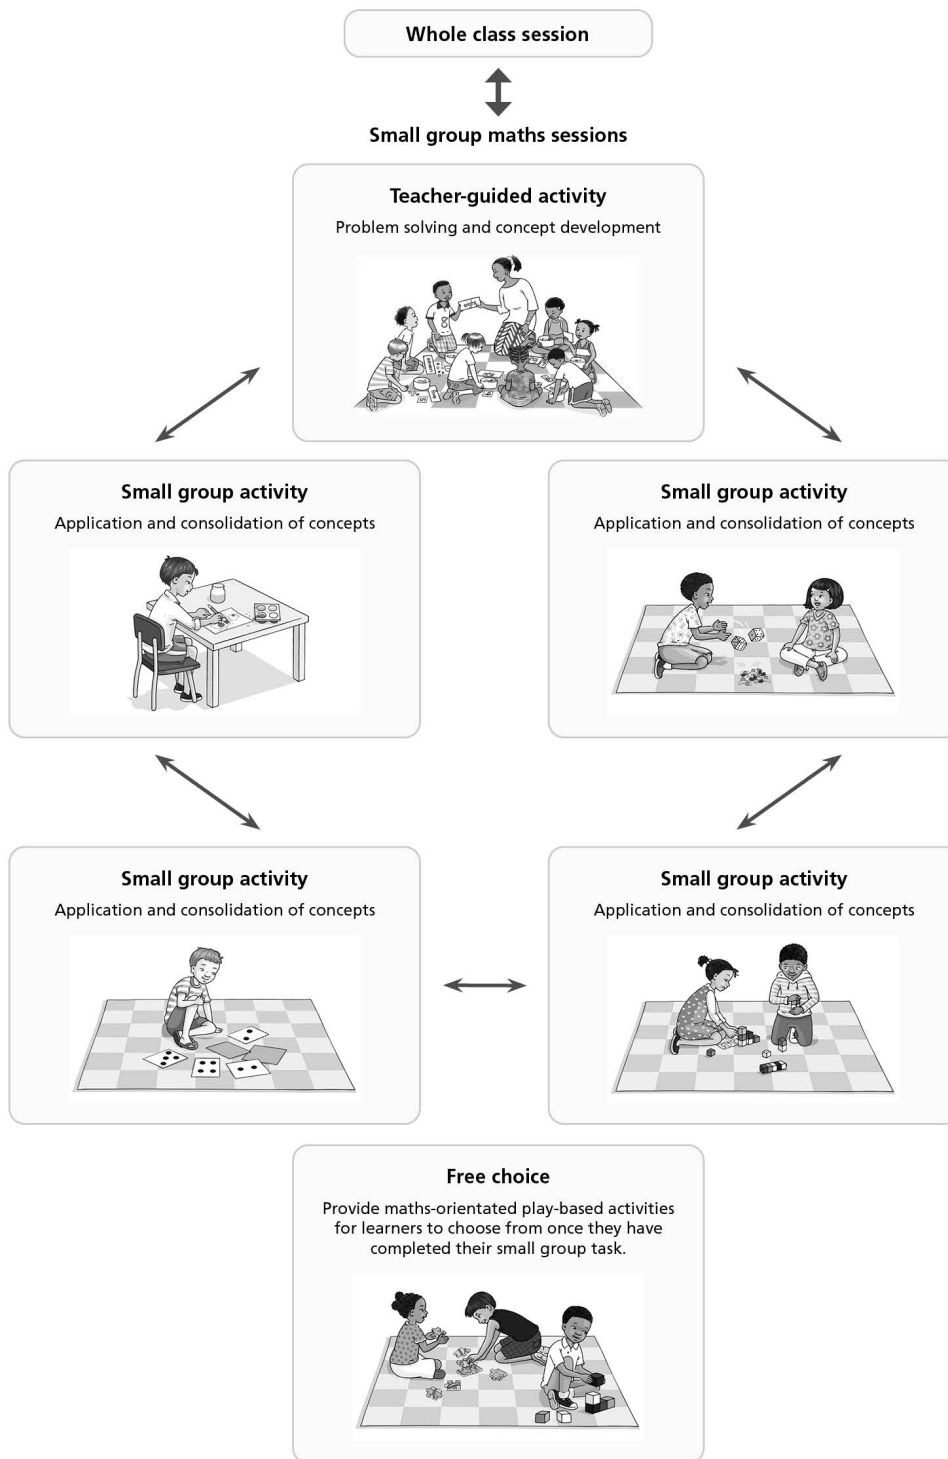 Whole class session
Small group maths sessions
Teacher-guided activity
Problem solving and concept development
Small group activity
Application and consolidation of concepts
Small group activity
Application and consolidation of concepts
Small group activity
Application and consolidation of concepts
Small group activity
Application and consolidation of concepts
Free choice
Provide maths-orientated play-based activities
for learners to choose from once they have
completed their small group task.